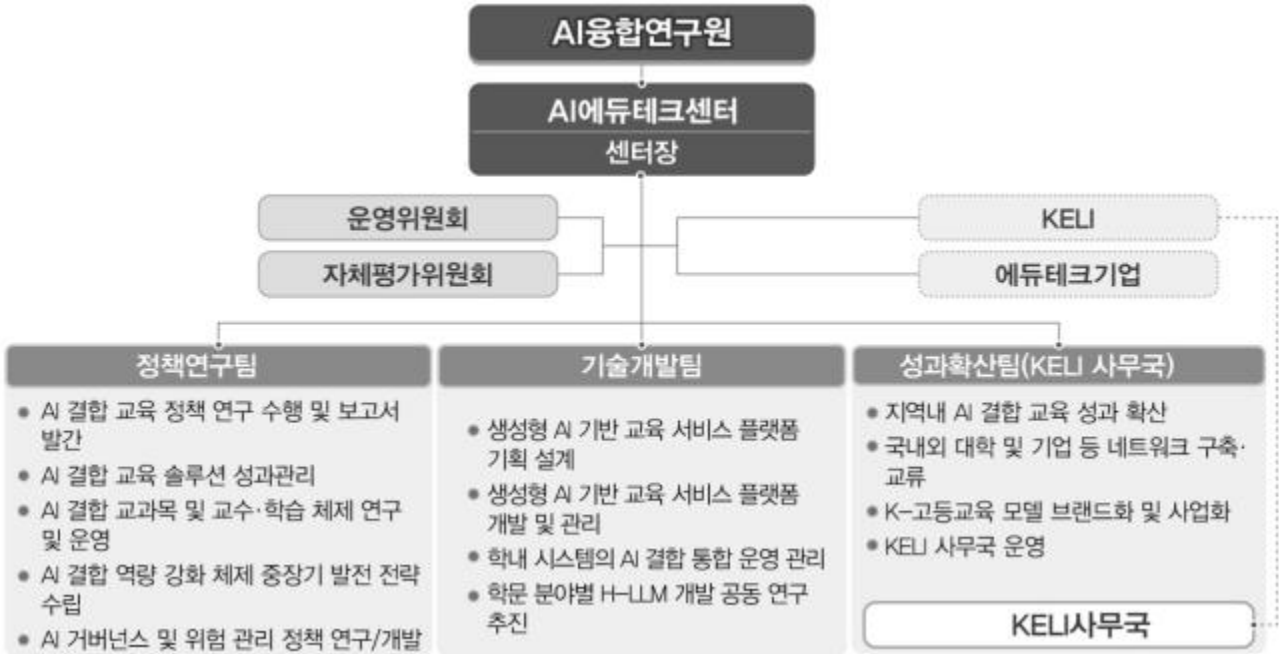 AI융합연구원
AI에듀테크센터
센터장
운영위원회
자체평가위원회
KELI
에듀테크기업
정책연구팀
• AI 결합 교육 정책 연구 수행 및 보고서
발간
• AI 결합 교육 솔루션 성과관리
• AI 결합 교과목 및 교수·학습 체제 연구
및 운영
• AI 결합 역량 강화 체제 중장기 발전 전략
수립
• AI 거버넌스 및 위험 관리 정책 연구/개발
기술개발팀
• 생성형 AI 기반 교육 서비스 플랫폼
기획 설계
• 생성형 AI 기반 교육 서비스 플랫폼
개발 및 관리
• 학내 시스템의 AI 결합 통합 운영 관리
• 학문 분야별 H-LLM 개발 공동 연구
추진
성과확산팀(KELI 사무국)
• 지역내 AI 결합 교육 성과 확산
• 국내외 대학 및 기업 등 네트워크 구축·
교류
• K-고등교육 모델 브랜드화 및 사업화
• KELI 사무국 운영
KELI사무국